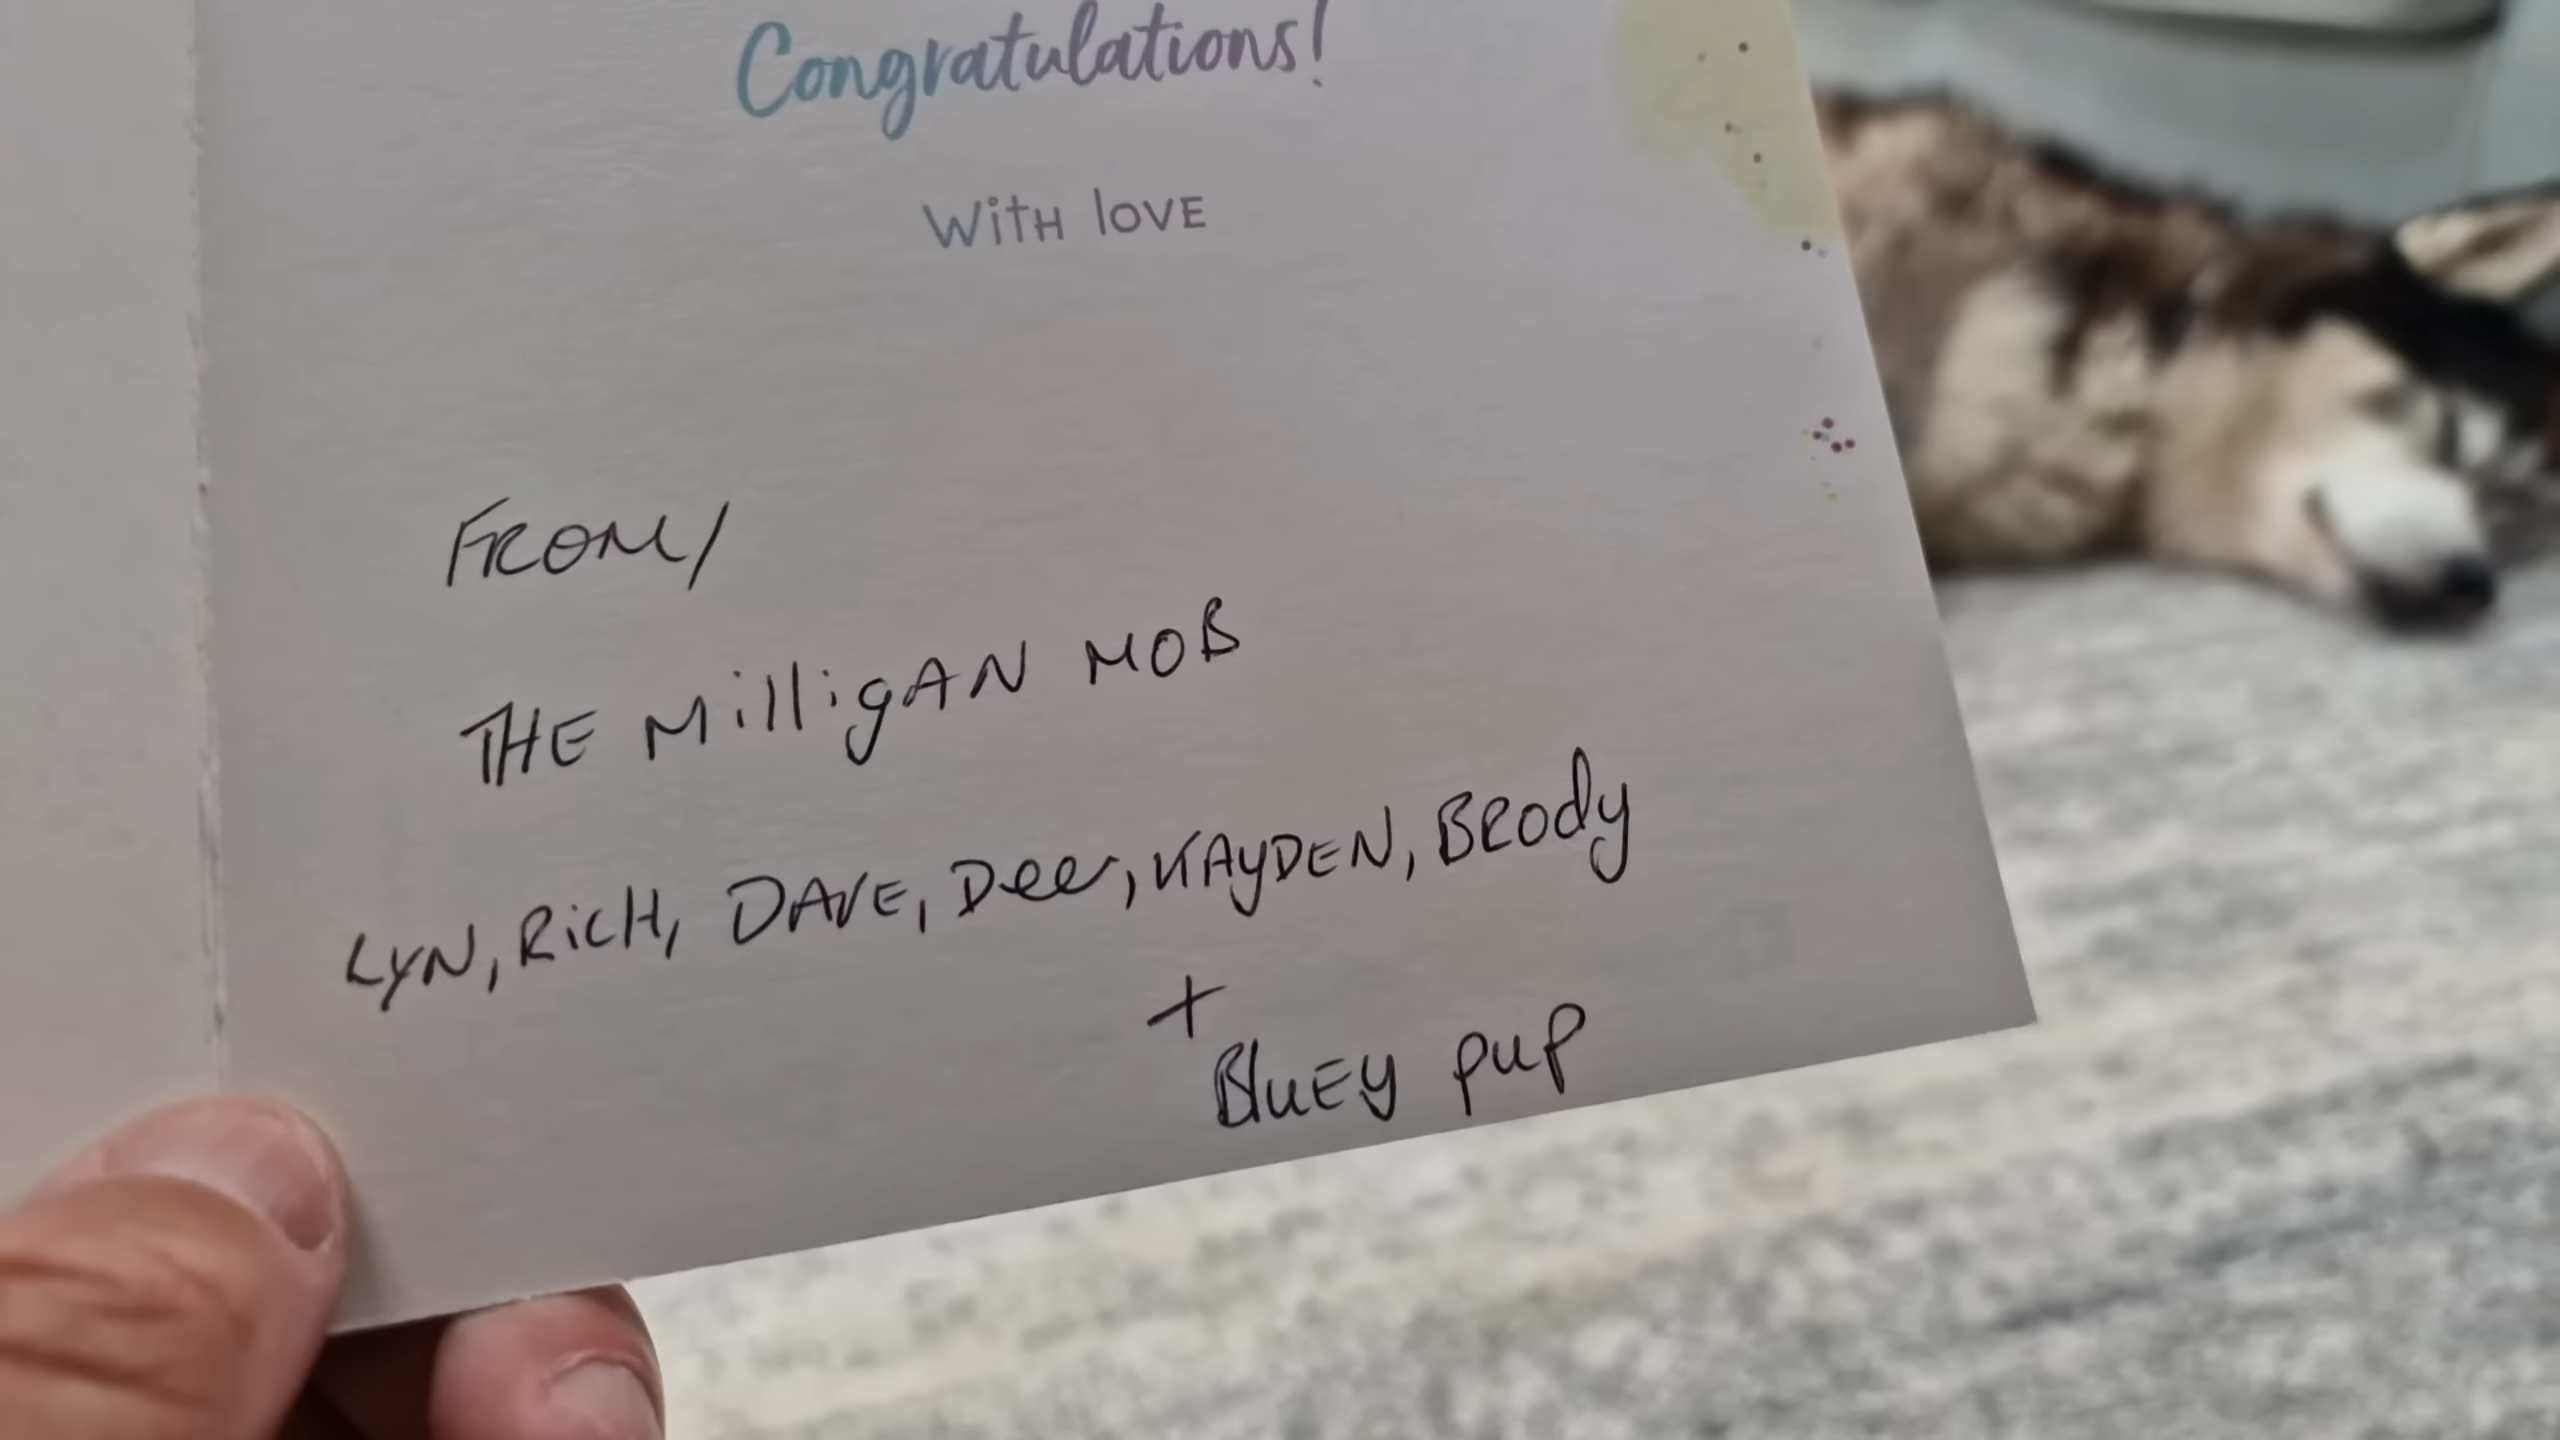 Congratulations!
With love
FROM/
THE MilligAN MOB
LYN, RicH, DAVE, Dee, KAyDEN, BRody
+
BluEy pup